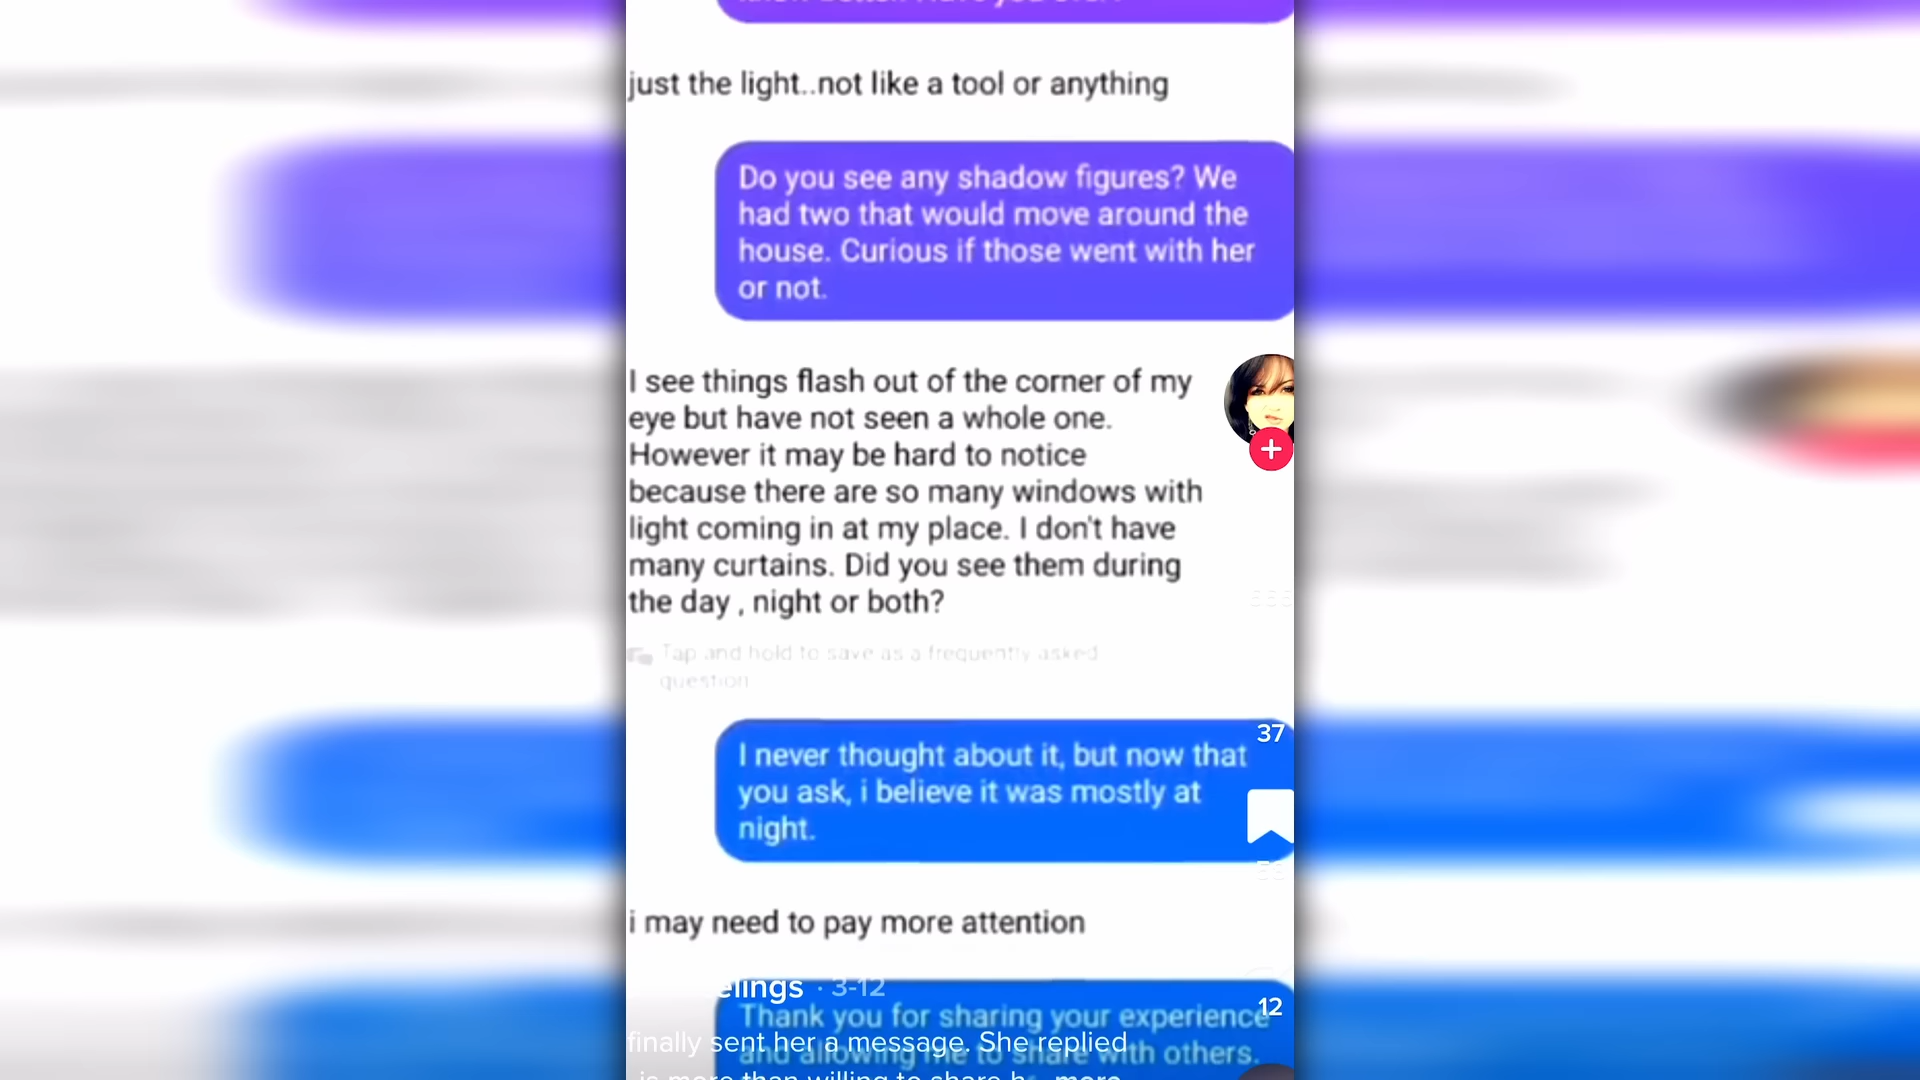 just the light..not like a tool or anything
Do you see any shadow figures? We
had two that would move around the
house. Curious if those went with her
or not.
I see things flash out of the corner of my
eye but have not seen a whole one.
However it may be hard to notice
because there are so many windows with
light coming in at my place. I don't have
many curtains. Did you see them during
the day , night or both?
Tap and hold to save as a frequently asked
question
37
I never thought about it, but now that
you ask, i believe it was mostly at
night.
i may need to pay more attention
elings · 3-12
12
Thank you for sharing your experience
finally sent her a message. She replied
and allowing me to share with others.
is more than willing to share h... more